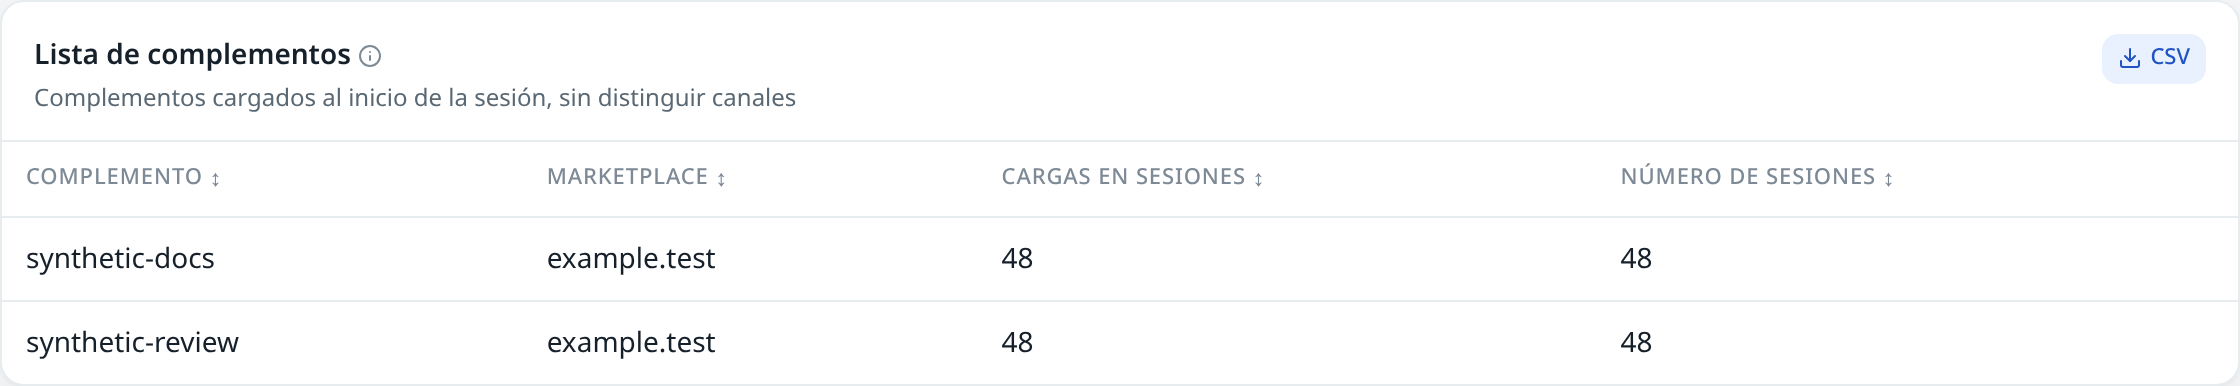 Lista de complementos
CSV
Complementos cargados al inicio de la sesión, sin distinguir canales
COMPLEMENTO ↕ MARKETPLACE ↕ CARGAS EN SESIONES ↕ NÚMERO DE SESIONES ↕
synthetic-docs example.test 48 48
synthetic-review example.test 48 48